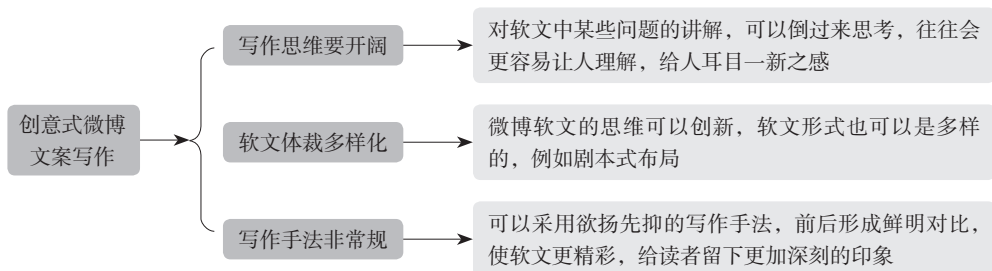 创意式微博
文案写作
写作思维要开阔
对软文中某些问题的讲解，可以倒过来思考，往往会
更容易让人理解，给人耳目一新之感
软文体裁多样化
微博软文的思维可以创新，软文形式也可以是多样
的，例如剧本式布局
写作手法非常规
可以采用欲扬先抑的写作手法，前后形成鲜明对比，
使软文更精彩，给读者留下更加深刻的印象